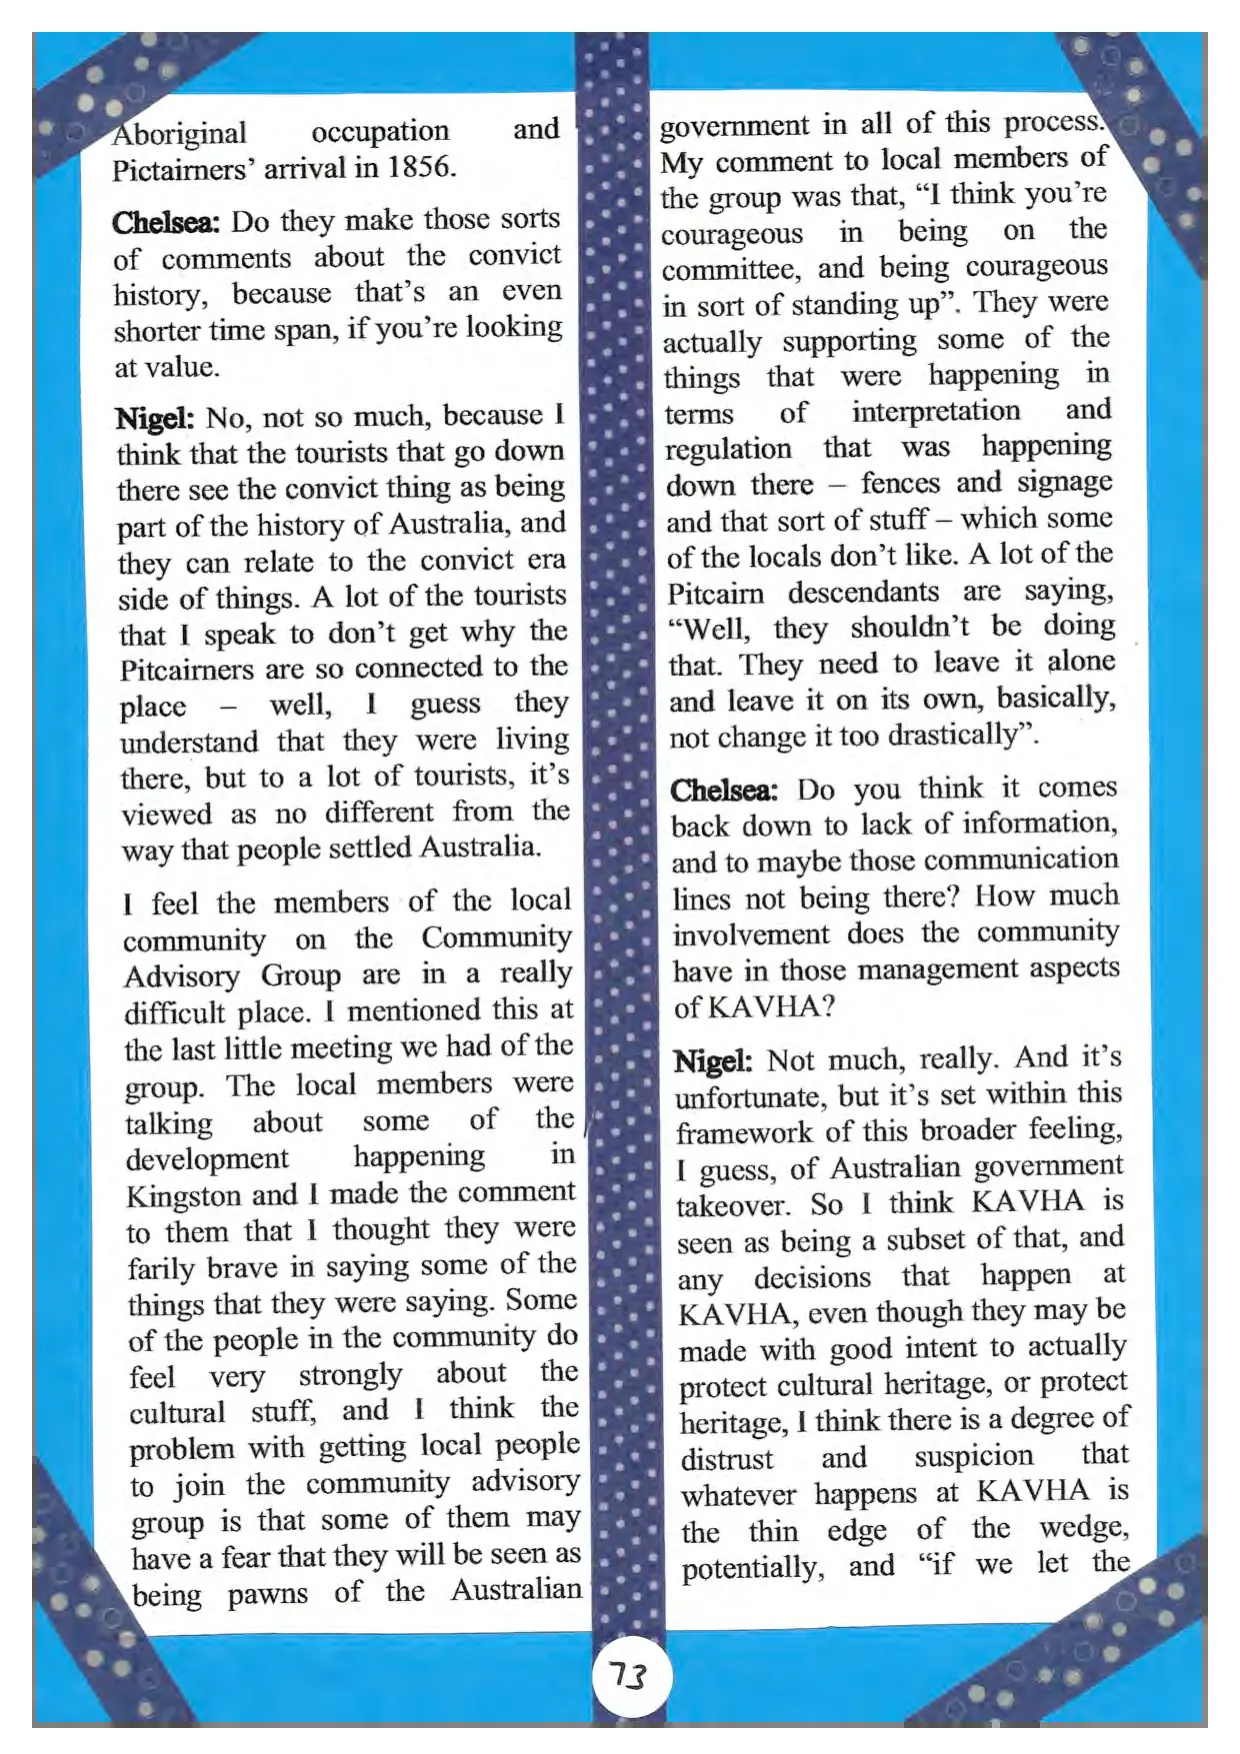 Aboriginal occupation and
Pictairners’ arrival in 1856.
Chelsea: Do they make those sorts
of comments about the convict
history, because that’s an even
shorter time span, if you’re looking
at value.
Nigel: No, not so much, because I
think that the tourists that go down
there see the convict thing as being
part of the history of Australia, and
they can relate to the convict era
side of things. A lot of the tourists
that I speak to don’t get why the
Pitcairners are so connected to the
place – well, I guess they
understand that they were living
there, but to a lot of tourists, it’s
viewed as no different from the
way that people settled Australia.
I feel the members of the local
community on the Community
Advisory Group are in a really
difficult place. I mentioned this at
the last little meeting we had of the
group. The local members were
talking about some of the
development happening in
Kingston and I made the comment
to them that I thought they were
farily brave in saying some of the
things that they were saying. Some
of the people in the community do
feel very strongly about the
cultural stuff, and I think the
problem with getting local people
to join the community advisory
group is that some of them may
have a fear that they will be seen as
being pawns of the Australian
government in all of this process.
My comment to local members of
the group was that, “I think you’re
courageous in being on the
committee, and being courageous
in sort of standing up”. They were
actually supporting some of the
things that were happening in
terms of interpretation and
regulation that was happening
down there – fences and signage
and that sort of stuff – which some
of the locals don’t like. A lot of the
Pitcairn descendants are saying,
“Well, they shouldn’t be doing
that. They need to leave it alone
and leave it on its own, basically,
not change it too drastically”.
Chelsea: Do you think it comes
back down to lack of information,
and to maybe those communication
lines not being there? How much
involvement does the community
have in those management aspects
of KAVHA?
Nigel: Not much, really. And it’s
unfortunate, but it’s set within this
framework of this broader feeling,
I guess, of Australian government
takeover. So I think KAVHA is
seen as being a subset of that, and
any decisions that happen at
KAVHA, even though they may be
made with good intent to actually
protect cultural heritage, or protect
heritage, I think there is a degree of
distrust and suspicion that
whatever happens at KAVHA is
the thin edge of the wedge,
potentially, and “if we let the
73